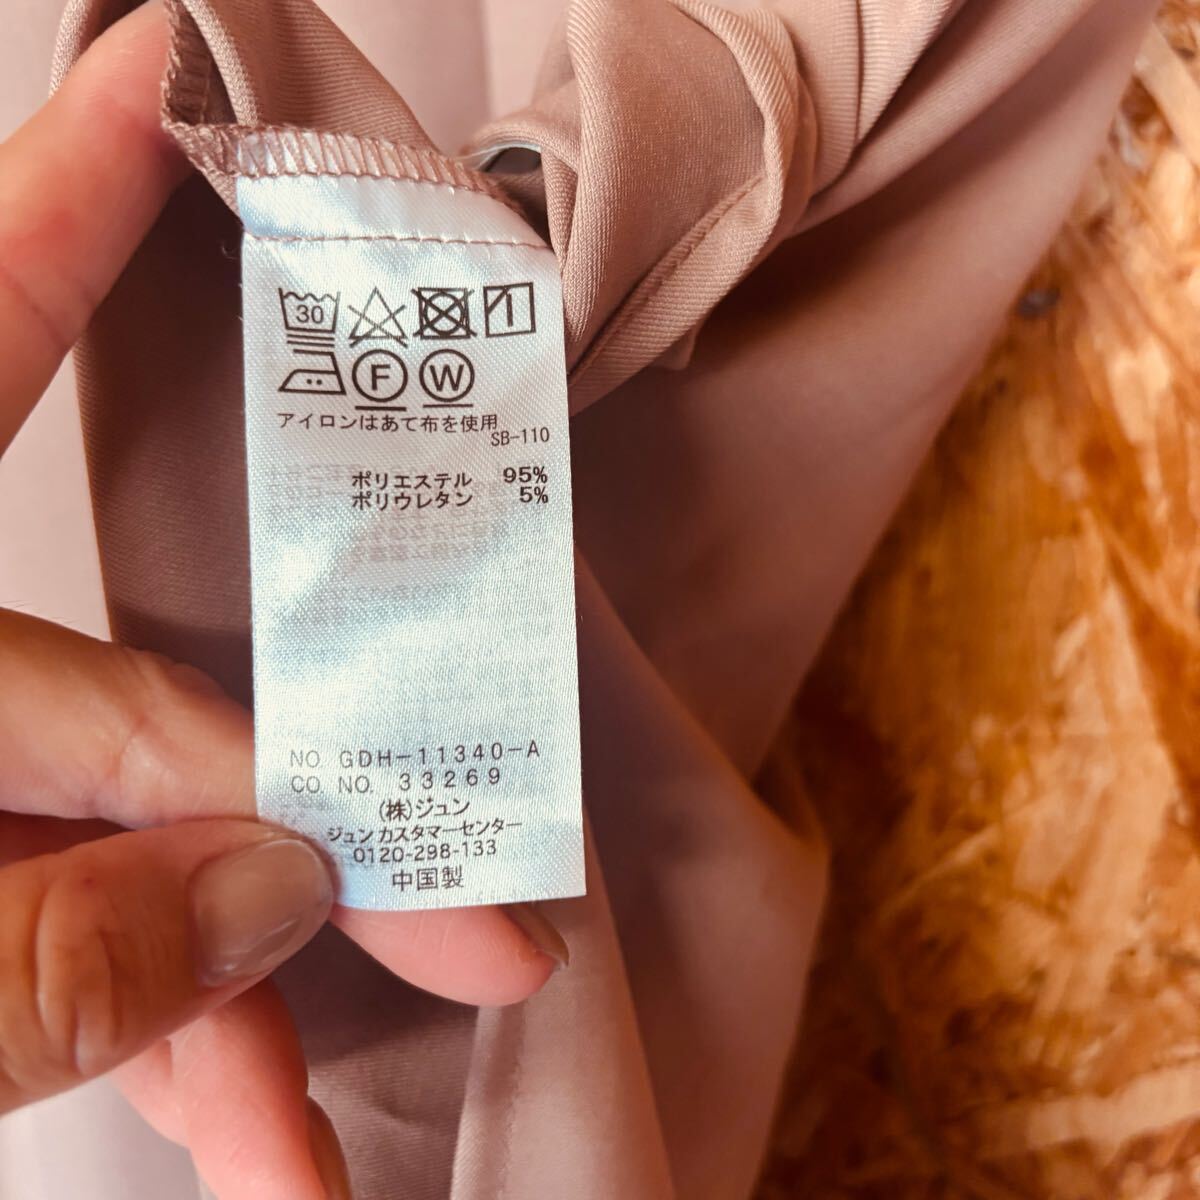 30
F W
アイロンはあて布を使用
SB-110
ポリエステル 95%
ポリウレタン 5%
NO. GDH-11340-A
CO NO. 33269
(株)ジュン
ジュンカスタマーセンター
0120-298-133
中国製